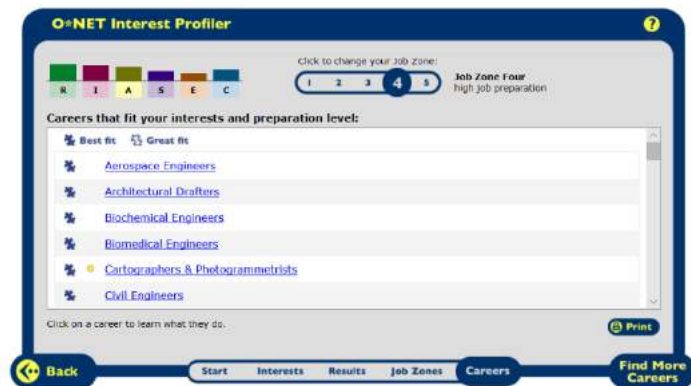 O*NET Interest Profiler
?
Click to change your Job Zone:
1 2 3 4 5
Job Zone Four
high job preparation
R I A S E C
Careers that fit your interests and preparation level:
Best fit Great fit
Aerospace Engineers
Architectural Drafters
Biochemical Engineers
Biomedical Engineers
Cartographers & Photogrammetrists
Civil Engineers
Click on a career to learn what they do.
Print
Back
Start Interests Results Job Zones Careers
Find More
Careers